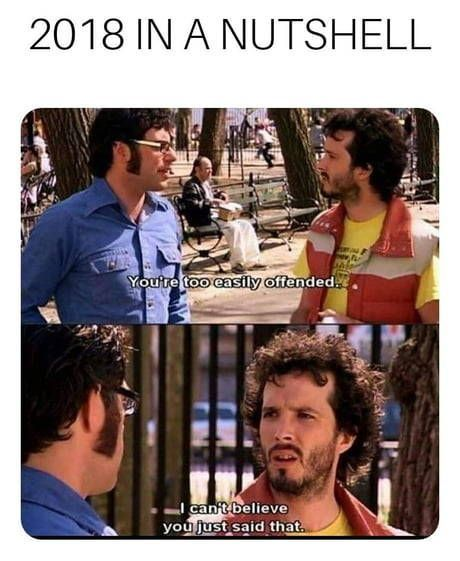 2018 IN A NUTSHELL
You're too easily offended.
I can't believe
you just said that.